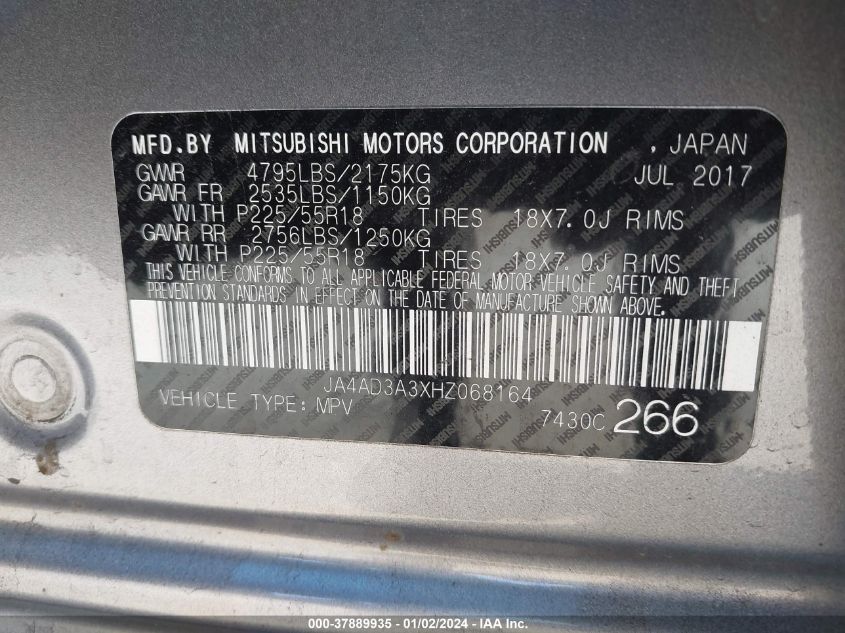 MFD.BY MITSUBISHI MOTORS CORPORATION , JAPAN
GVWR 4795LBS/2175KG JUL 2017
GAWR FR 2535LBS/1150KG
WITH P225/55R18 TIRES 18X7.0J RIMS
GAWR RR 2756LBS/1250KG
WITH P225/55R18 TIRES 18X7.0J RIMS
THIS VEHICLE CONFORMS TO ALL APPLICABLE FEDERAL MOTOR VEHICLE SAFETY AND THEFT
PREVENTION STANDARDS IN EFFECT ON THE DATE OF MANUFACTURE SHOWN ABOVE.
JA4AD3A3XHZ068164
VEHICLE TYPE: MPV 7430C 266
000-37889935 - 01/02/2024 - IAA Inc.